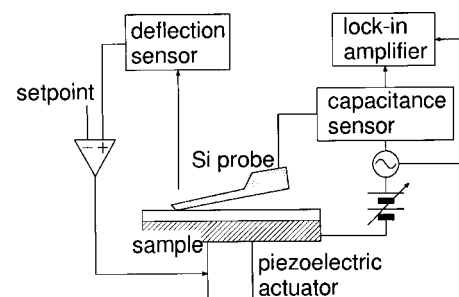 deflection
sensor
lock-in
amplifier
setpoint
capacitance
sensor
- +
Si probe
sample
piezoelectric
actuator